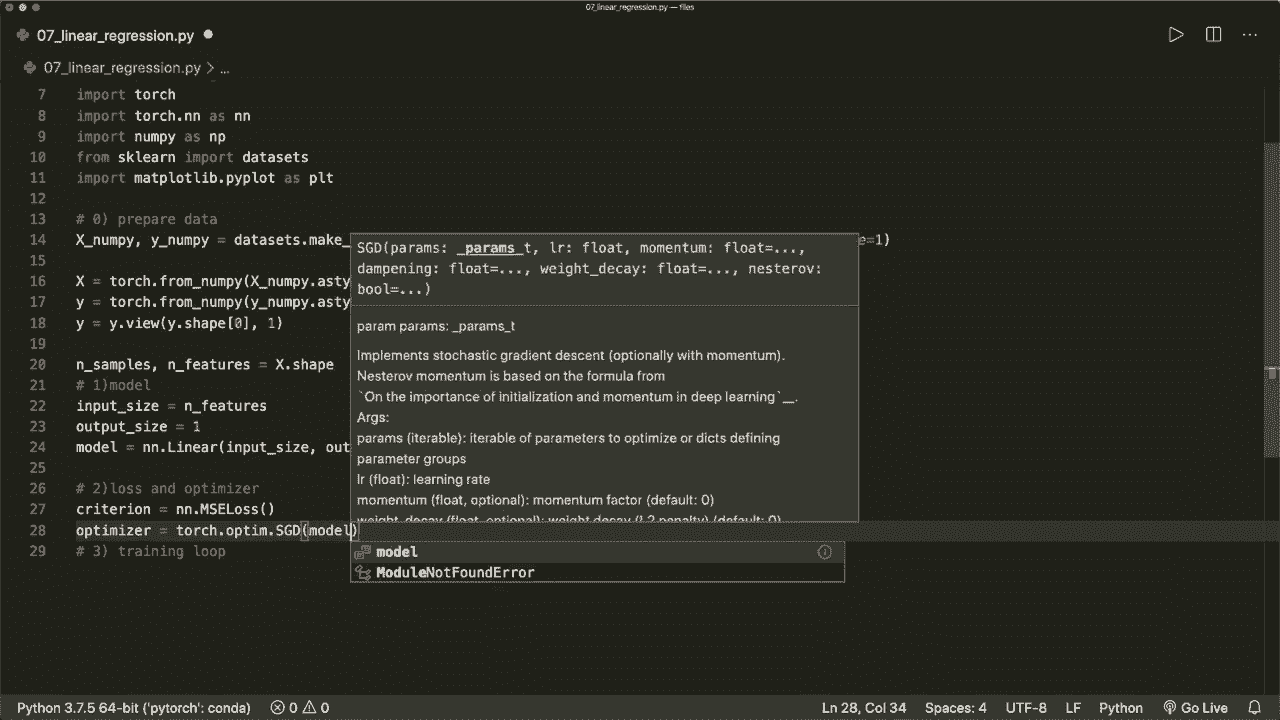 07_linear_regression.py — files
07_linear_regression.py
07_linear_regression.py > ...
7 import torch
8 import torch.nn as nn
9 import numpy as np
10 from sklearn import datasets
11 import matplotlib.pyplot as plt
12
13 # 0) prepare data
14 X_numpy, y_numpy = datasets.make_ e=1)
15
16 X = torch.from_numpy(X_numpy.asty
17 y = torch.from_numpy(y_numpy.asty
18 y = y.view(y.shape[0], 1)
19
20 n_samples, n_features = X.shape
21 # 1)model
22 input_size = n_features
23 output_size = 1
24 model = nn.Linear(input_size, out
25
26 # 2)loss and optimizer
27 criterion = nn.MSELoss()
28 optimizer = torch.optim.SGD(model)
29 # 3) training loop
SGD(params: _params_t, lr: float, momentum: float=...,
dampening: float=..., weight_decay: float=..., nesterov:
bool=...)
param params: _params_t
Implements stochastic gradient descent (optionally with momentum).
Nesterov momentum is based on the formula from
`On the importance of initialization and momentum in deep learning`__.
Args:
params (iterable): iterable of parameters to optimize or dicts defining
parameter groups
lr (float): learning rate
momentum (float, optional): momentum factor (default: 0)
weight_decay (float, optional): weight decay (L2 penalty) (default: 0)
model
ModuleNotFoundError
Python 3.7.5 64-bit ('pytorch': conda) 0 0 Ln 28, Col 34 Spaces: 4 UTF-8 LF Python Go Live